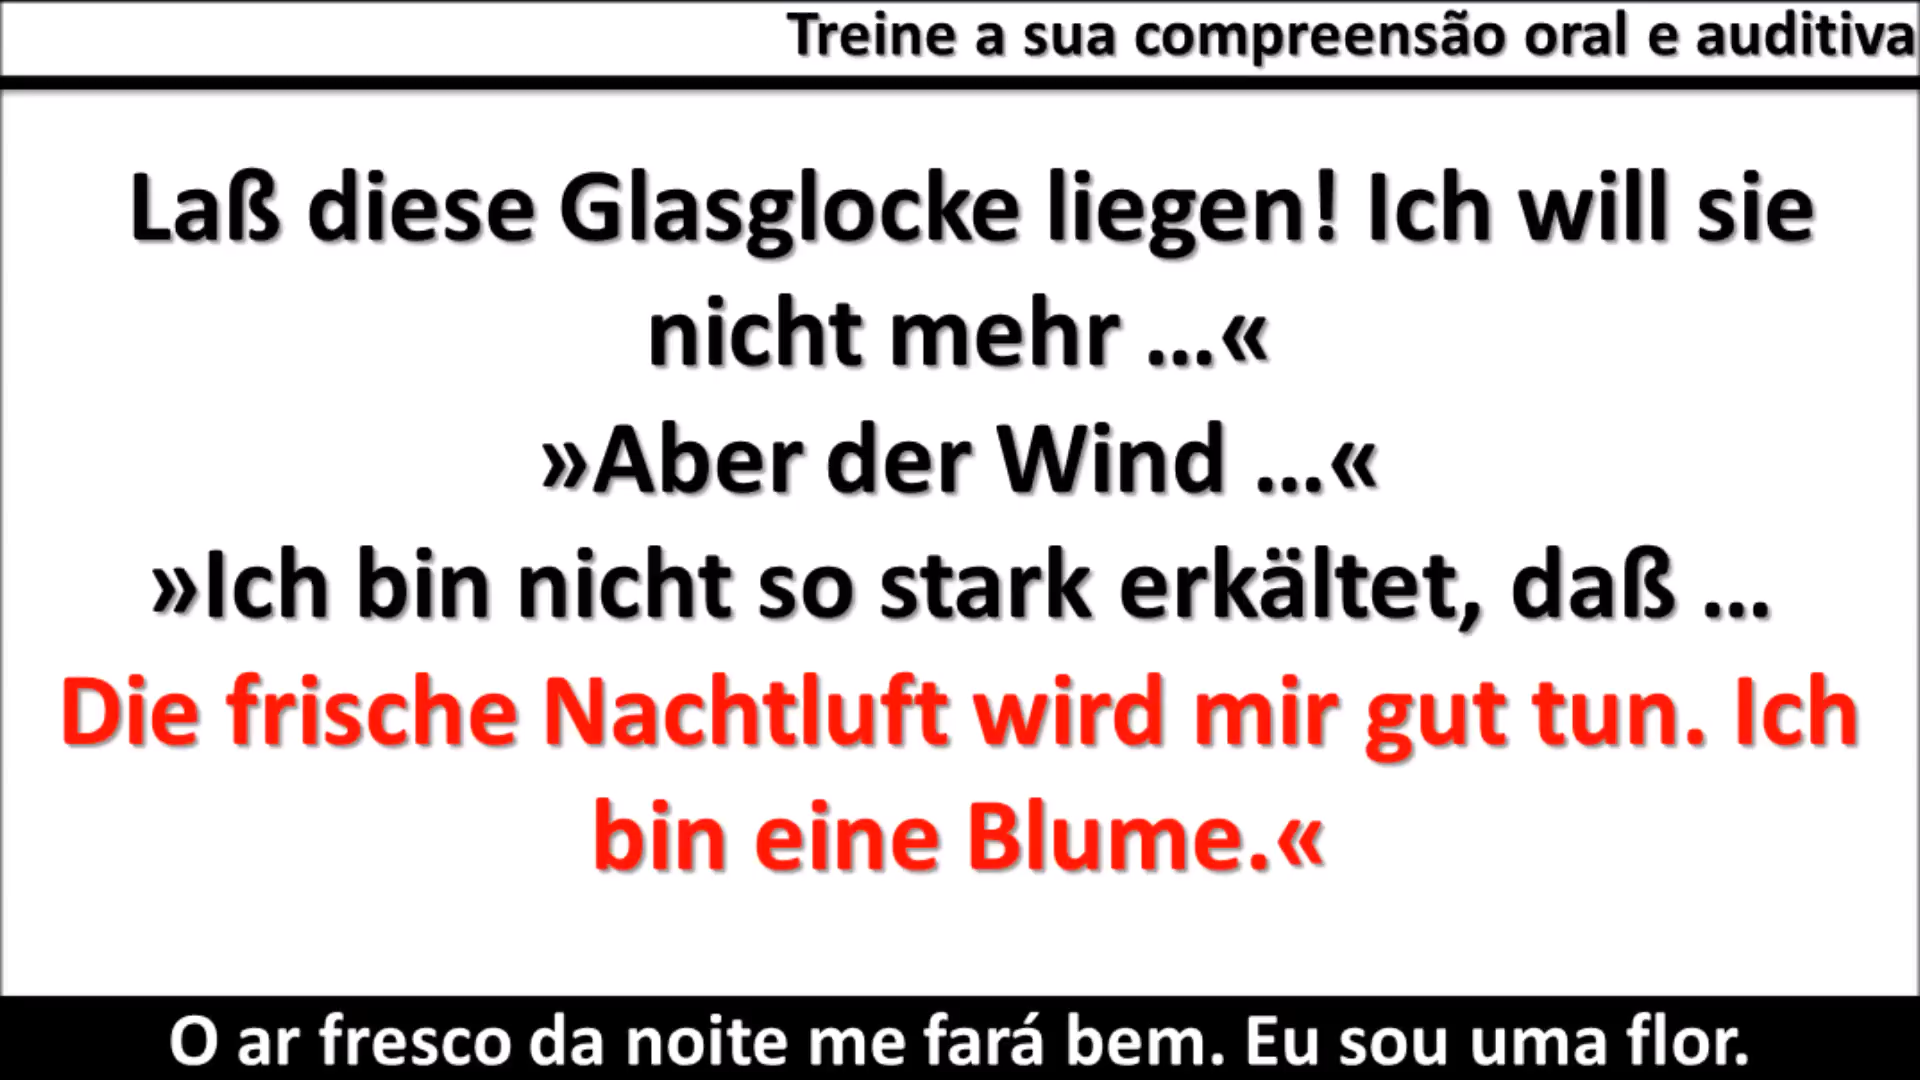 Treine a sua compreensão oral e auditiva
Laß diese Glasglocke liegen! Ich will sie
nicht mehr ...«
»Aber der Wind ...«
»Ich bin nicht so stark erkältet, daß ...
Die frische Nachtluft wird mir gut tun. Ich
bin eine Blume.«
O ar fresco da noite me fará bem. Eu sou uma flor.